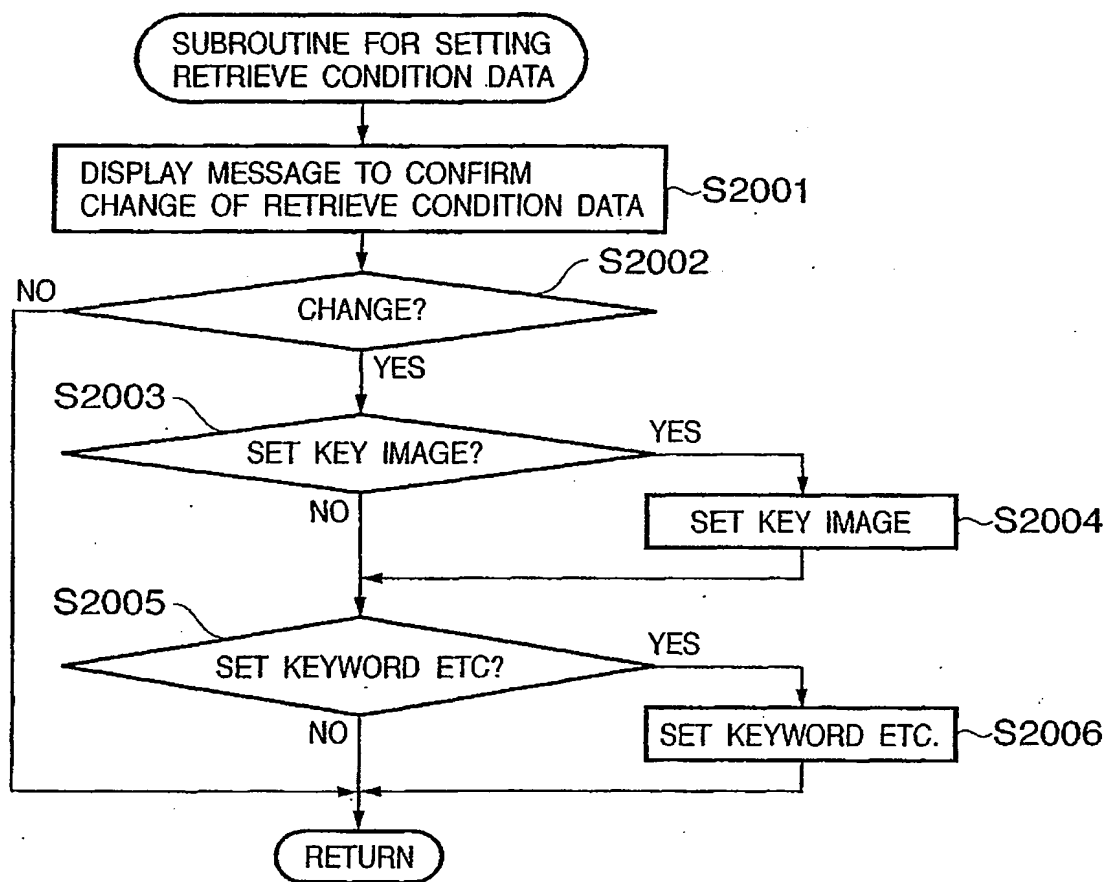 SUBROUTINE FOR SETTING
RETRIEVE CONDITION DATA
DISPLAY MESSAGE TO CONFIRM
CHANGE OF RETRIEVE CONDITION DATA
S2001
S2002
NO
CHANGE?
YES
S2003
SET KEY IMAGE?
YES
NO
SET KEY IMAGE
S2004
S2005
SET KEYWORD ETC?
YES
NO
SET KEYWORD ETC.
S2006
RETURN